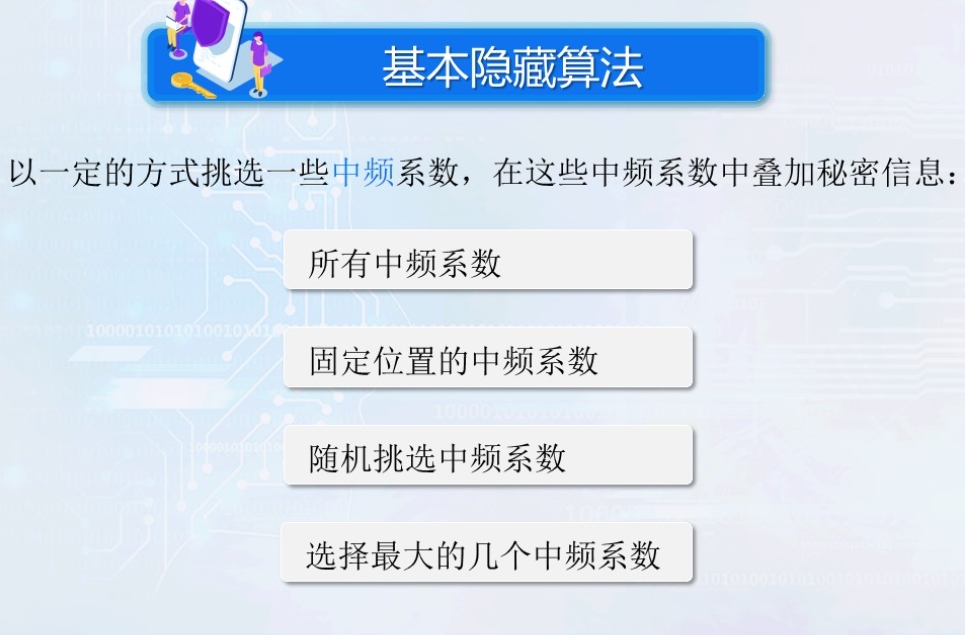 基本隐藏算法
以一定的方式挑选一些中频系数，在这些中频系数中叠加秘密信息：
所有中频系数
固定位置的中频系数
随机挑选中频系数
选择最大的几个中频系数